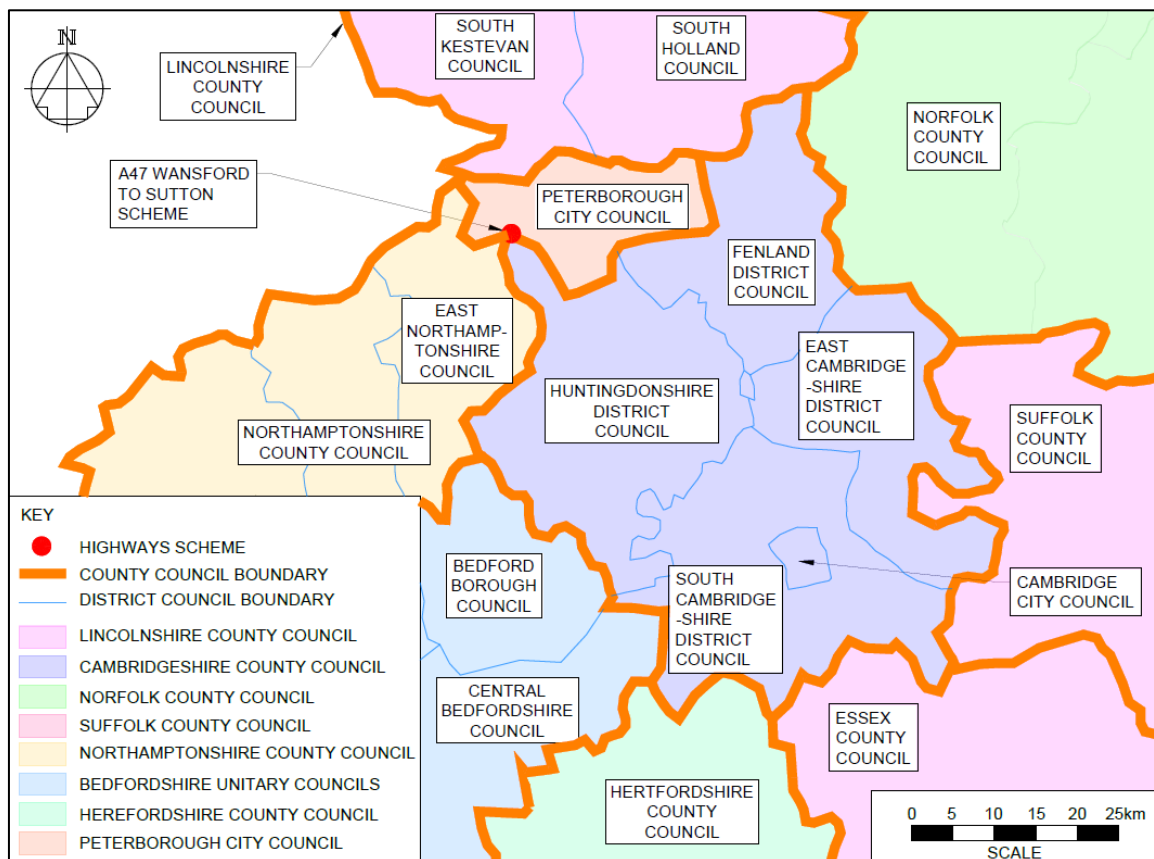 N
SOUTH
KESTEVAN
COUNCIL
SOUTH
HOLLAND
COUNCIL
LINCOLNSHIRE
COUNTY
COUNCIL
NORFOLK
COUNTY
COUNCIL
A47 WANSFORD
TO SUTTON
SCHEME
PETERBOROUGH
CITY COUNCIL
FENLAND
DISTRICT
COUNCIL
EAST
NORTHAMP-
TONSHIRE
COUNCIL
EAST
CAMBRIDGE
-SHIRE
DISTRICT
COUNCIL
HUNTINGDONSHIRE
DISTRICT
COUNCIL
SUFFOLK
COUNTY
COUNCIL
NORTHAMPTONSHIRE
COUNTY COUNCIL
BEDFORD
BOROUGH
COUNCIL
SOUTH
CAMBRIDGE
-SHIRE
DISTRICT
COUNCIL
CAMBRIDGE
CITY COUNCIL
CENTRAL
BEDFORDSHIRE
COUNCIL
ESSEX
COUNTY
COUNCIL
HERTFORDSHIRE
COUNTY
COUNCIL
KEY
HIGHWAYS SCHEME
COUNTY COUNCIL BOUNDARY
DISTRICT COUNCIL BOUNDARY
LINCOLNSHIRE COUNTY COUNCIL
CAMBRIDGESHIRE COUNTY COUNCIL
NORFOLK COUNTY COUNCIL
SUFFOLK COUNTY COUNCIL
NORTHAMPTONSHIRE COUNTY COUNCIL
BEDFORDSHIRE UNITARY COUNCILS
HEREFORDSHIRE COUNTY COUNCIL
PETERBOROUGH CITY COUNCIL
0 5 10 15 20 25km
SCALE